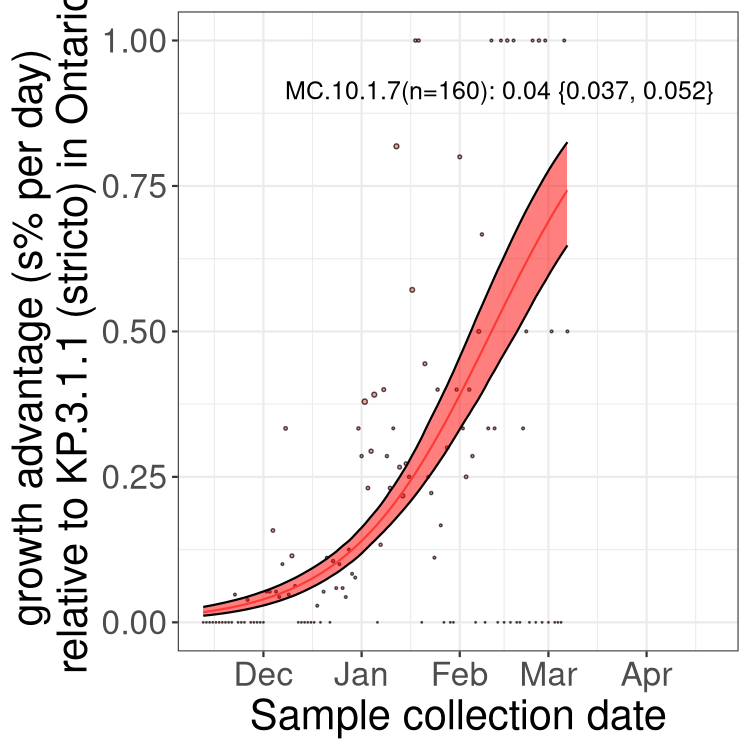 growth advantage (s% per day)
relative to KP.3.1.1 (stricto) in Ontario
1.00
0.75
0.50
0.25
0.00
MC.10.1.7(n=160): 0.04 {0.037, 0.052}
Dec Jan Feb Mar Apr
Sample collection date